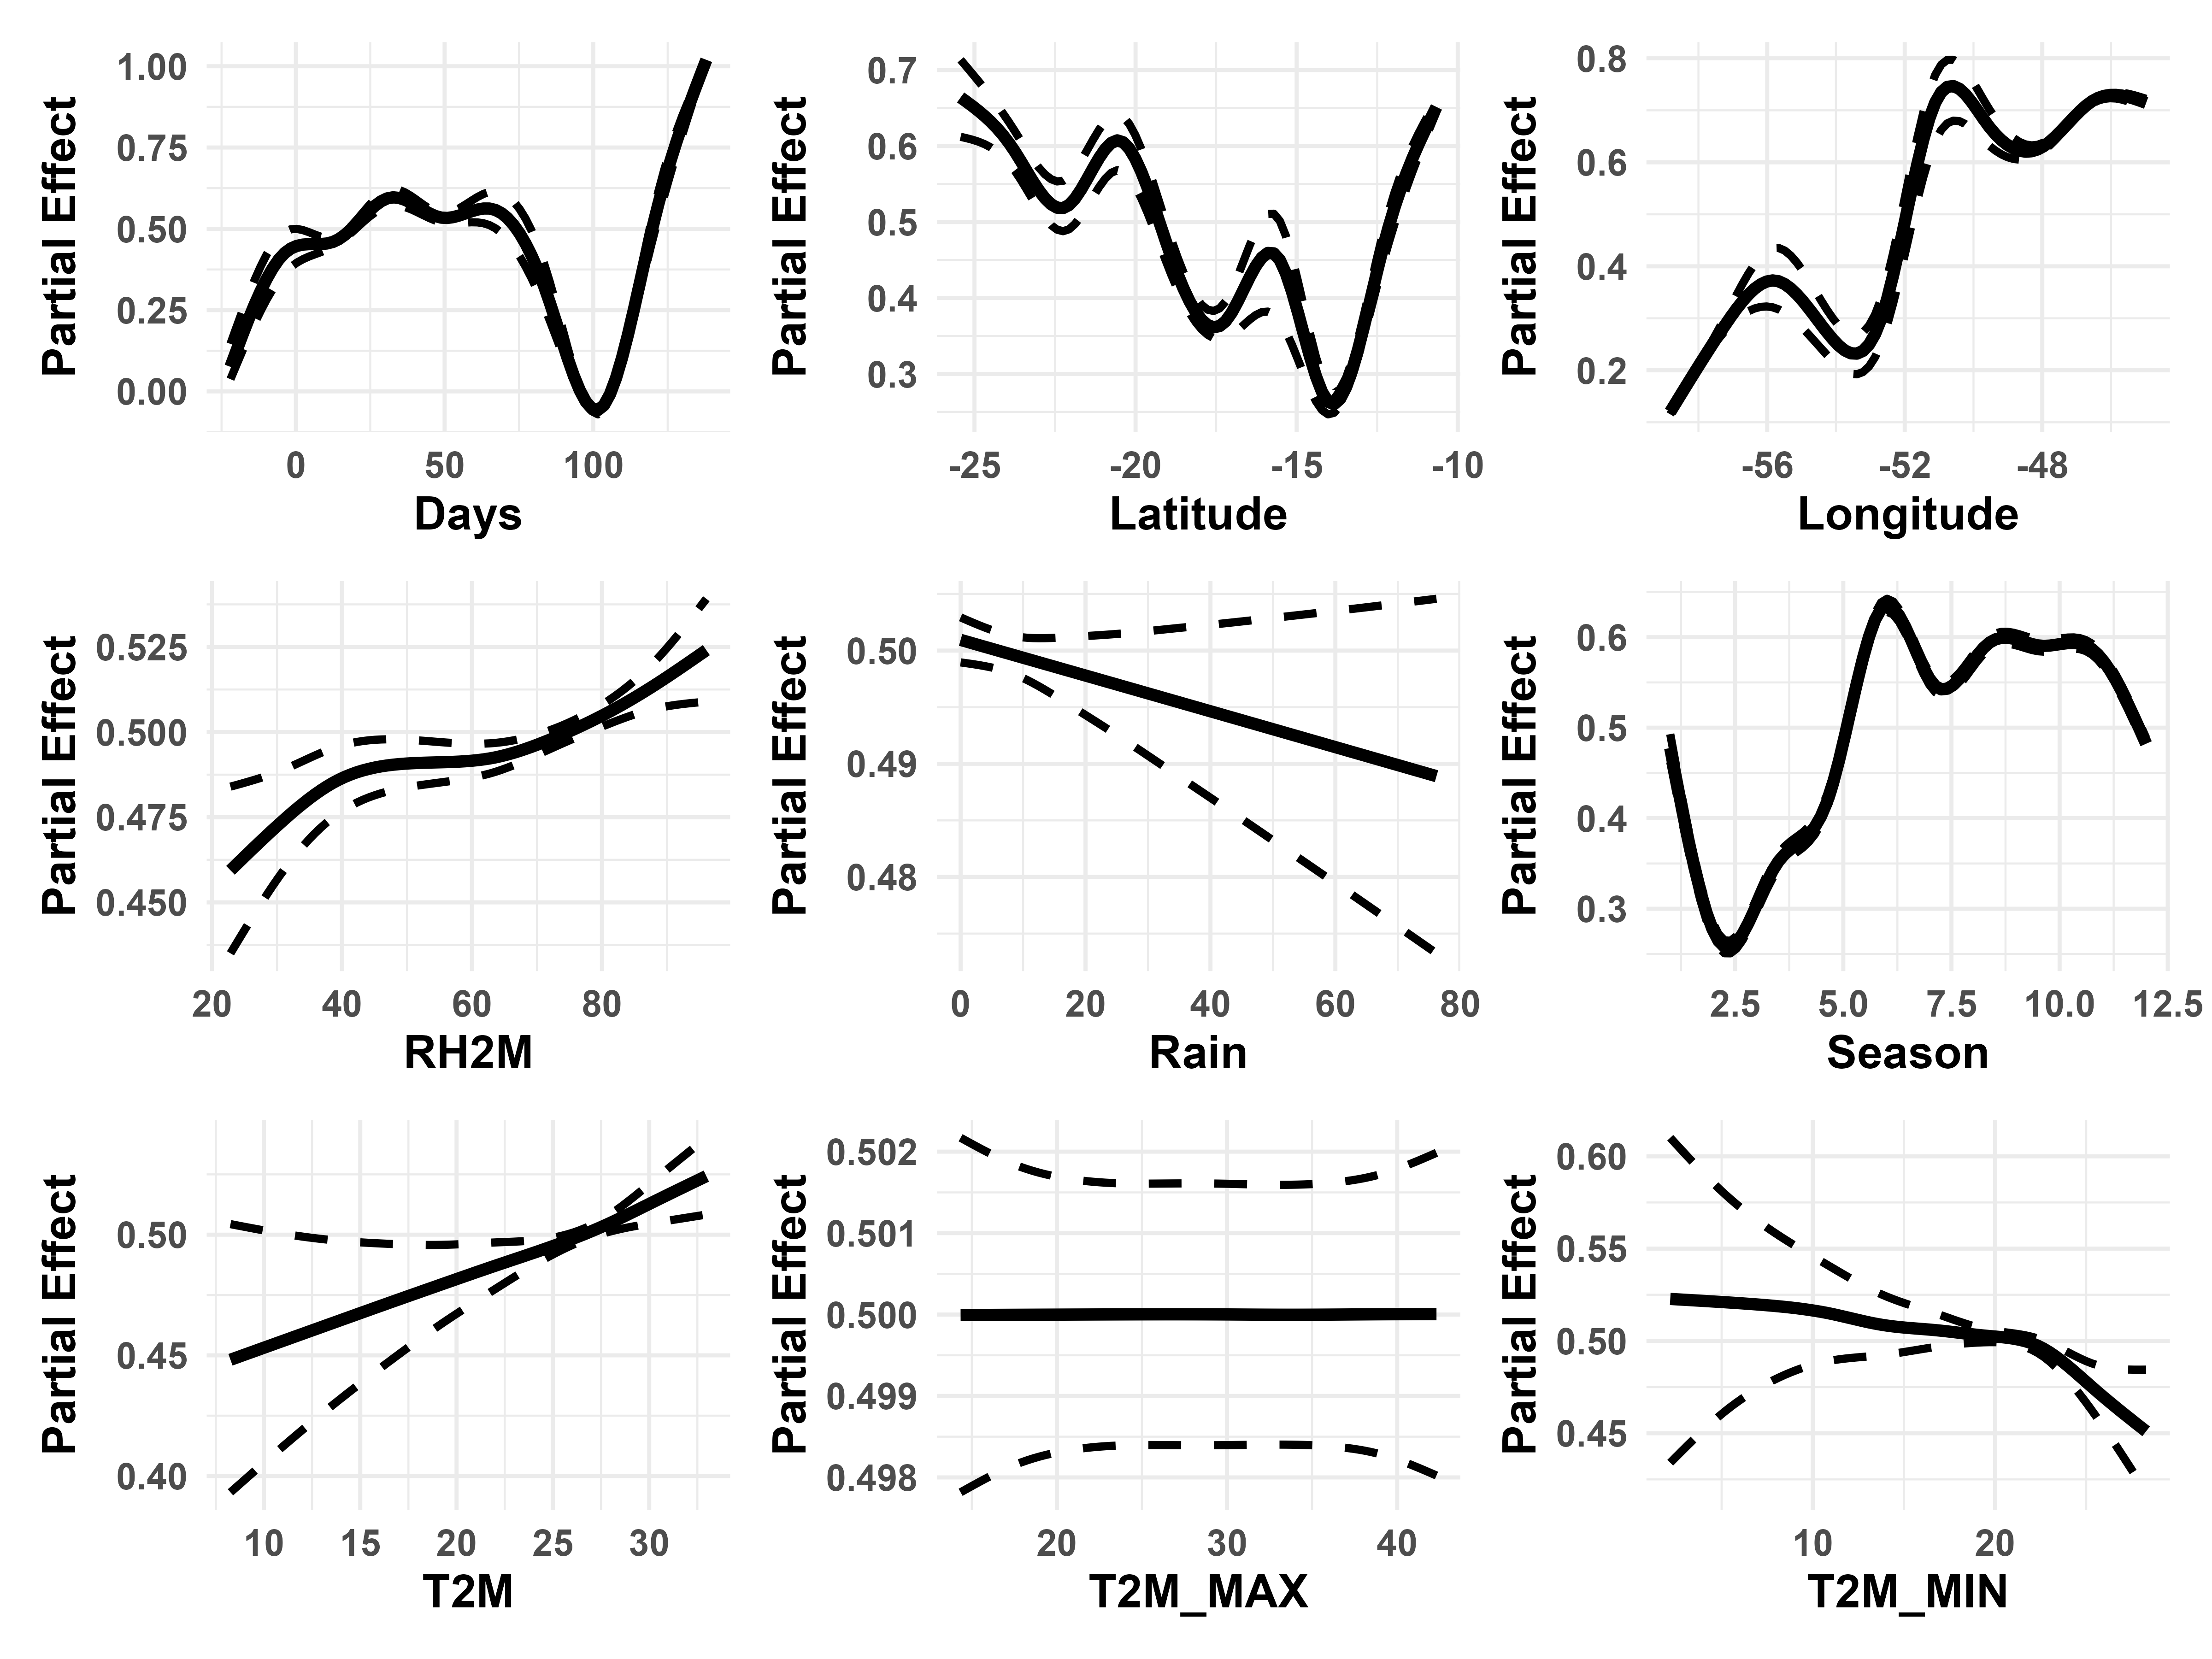 Partial Effect
1.00
0.75
0.50
0.25
0.00
0 50 100
Days
Partial Effect
0.7
0.6
0.5
0.4
0.3
-25 -20 -15 -10
Latitude
Partial Effect
0.8
0.6
0.4
0.2
-56 -52 -48
Longitude
Partial Effect
0.525
0.500
0.475
0.450
20 40 60 80
RH2M
Partial Effect
0.50
0.49
0.48
0 20 40 60 80
Rain
Partial Effect
0.6
0.5
0.4
0.3
2.5 5.0 7.5 10.0 12.5
Season
Partial Effect
0.50
0.45
0.40
10 15 20 25 30
T2M
Partial Effect
0.502
0.501
0.500
0.499
0.498
20 30 40
T2M_MAX
Partial Effect
0.60
0.55
0.50
0.45
10 20
T2M_MIN